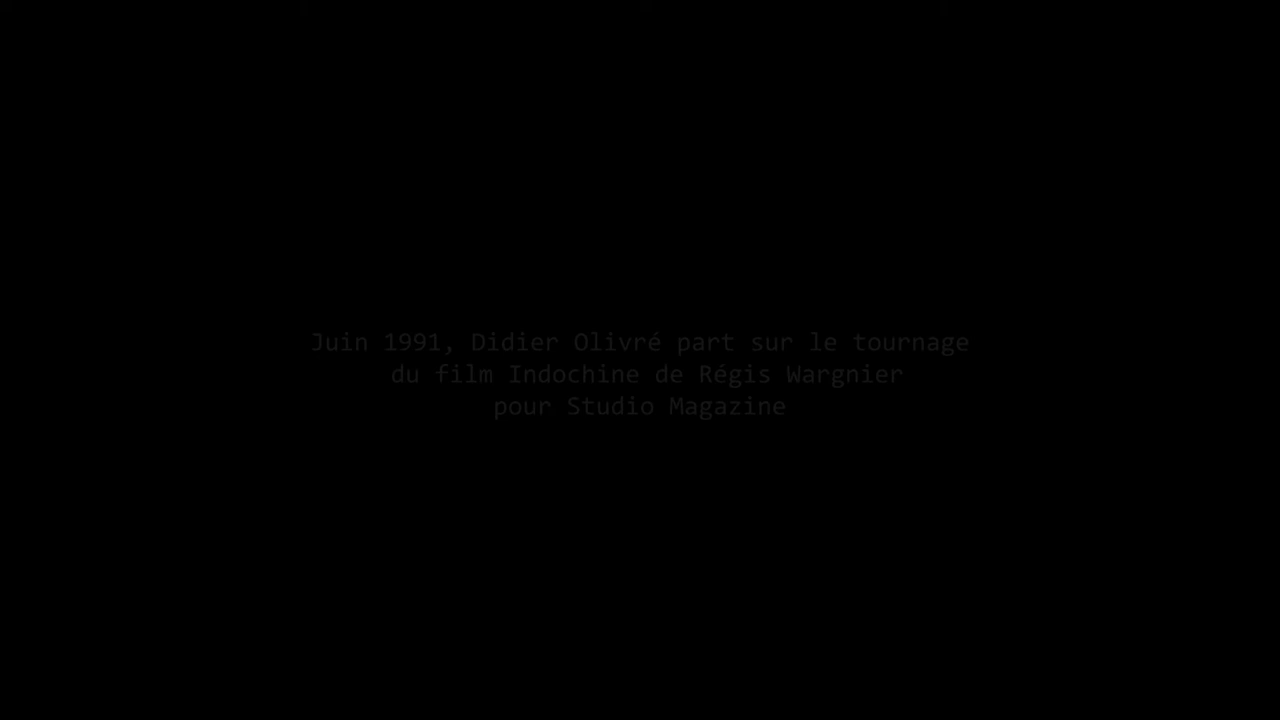 Juin 1991, Didier Olivré part sur le tournage
du film Indochine de Régis Wargnier
pour Studio Magazine